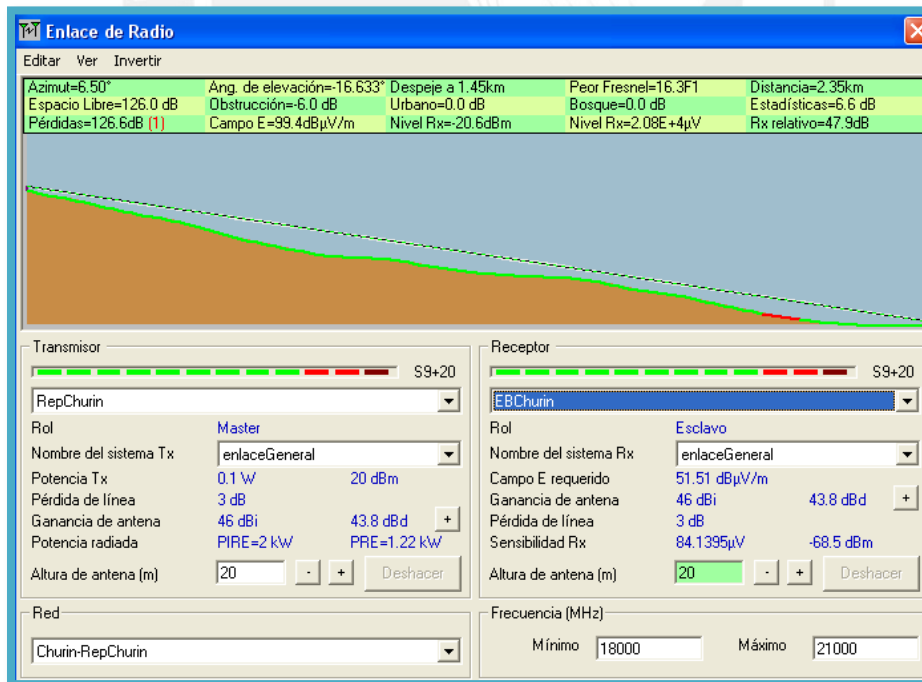 Enlace de Radio
Editar Ver Invertir
Azimut=6.50° Ang. de elevación=-16.633° Despeje a 1.45km Peor Fresnel=16.3F1 Distancia=2.35km
Espacio Libre=126.0 dB Obstrucción=-6.0 dB Urbano=0.0 dB Bosque=0.0 dB Estadísticas=6.6 dB
Pérdidas=126.6dB (1) Campo E=99.4dBµV/m Nivel Rx=-20.6dBm Nivel Rx=2.08E+4µV Rx relativo=47.9dB
Transmisor
S9+20
RepChurin
Rol Master
Nombre del sistema Tx enlaceGeneral
Potencia Tx 0.1 W 20 dBm
Pérdida de línea 3 dB
Ganancia de antena 46 dBi 43.8 dBd +
Potencia radiada PIRE=2 kW PRE=1.22 kW
Altura de antena (m) 20 - + Deshacer
Receptor
S9+20
EBChurin
Rol Esclavo
Nombre del sistema Rx enlaceGeneral
Campo E requerido 51.51 dBµV/m
Ganancia de antena 46 dBi 43.8 dBd +
Pérdida de línea 3 dB
Sensibilidad Rx 84.1395µV -68.5 dBm
Altura de antena (m) 20 - + Deshacer
Red
Churin-RepChurin
Frecuencia (MHz)
Mínimo 18000 Máximo 21000